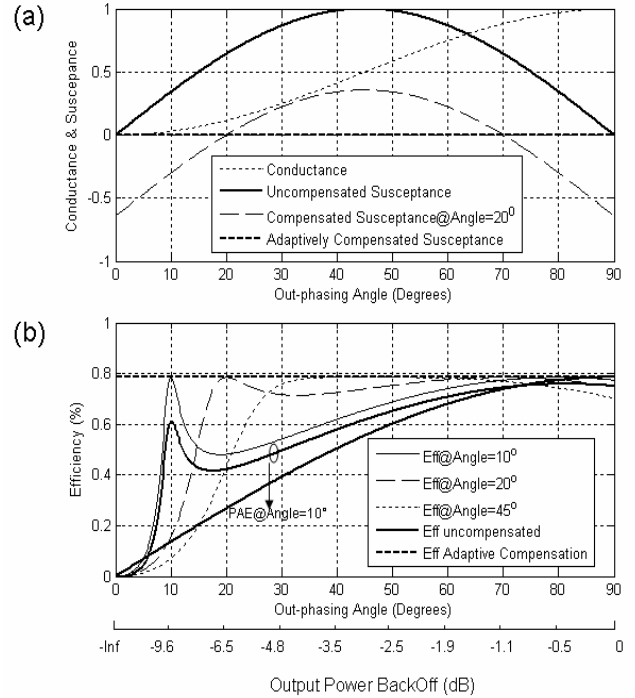 (a)
1
0.5
0
-0.5
-1
Conductance & Suscepance
Conductance
Uncompensated Susceptance
Compensated Susceptance@Angle=20⁰
Adaptively Compensated Susceptance
0 10 20 30 40 50 60 70 80 90
Out-phasing Angle (Degrees)
(b)
1
0.8
0.6
0.4
0.2
0
Efficiency (%)
PAE@Angle=10°
Eff@Angle=10⁰
Eff@Angle=20⁰
Eff@Angle=45⁰
Eff uncompensated
Eff Adaptive Compensation
0 10 20 30 40 50 60 70 80 90
Out-phasing Angle (Degrees)
-Inf -9.6 -6.5 -4.8 -3.5 -2.5 -1.9 -1.1 -0.5 0
Output Power BackOff (dB)